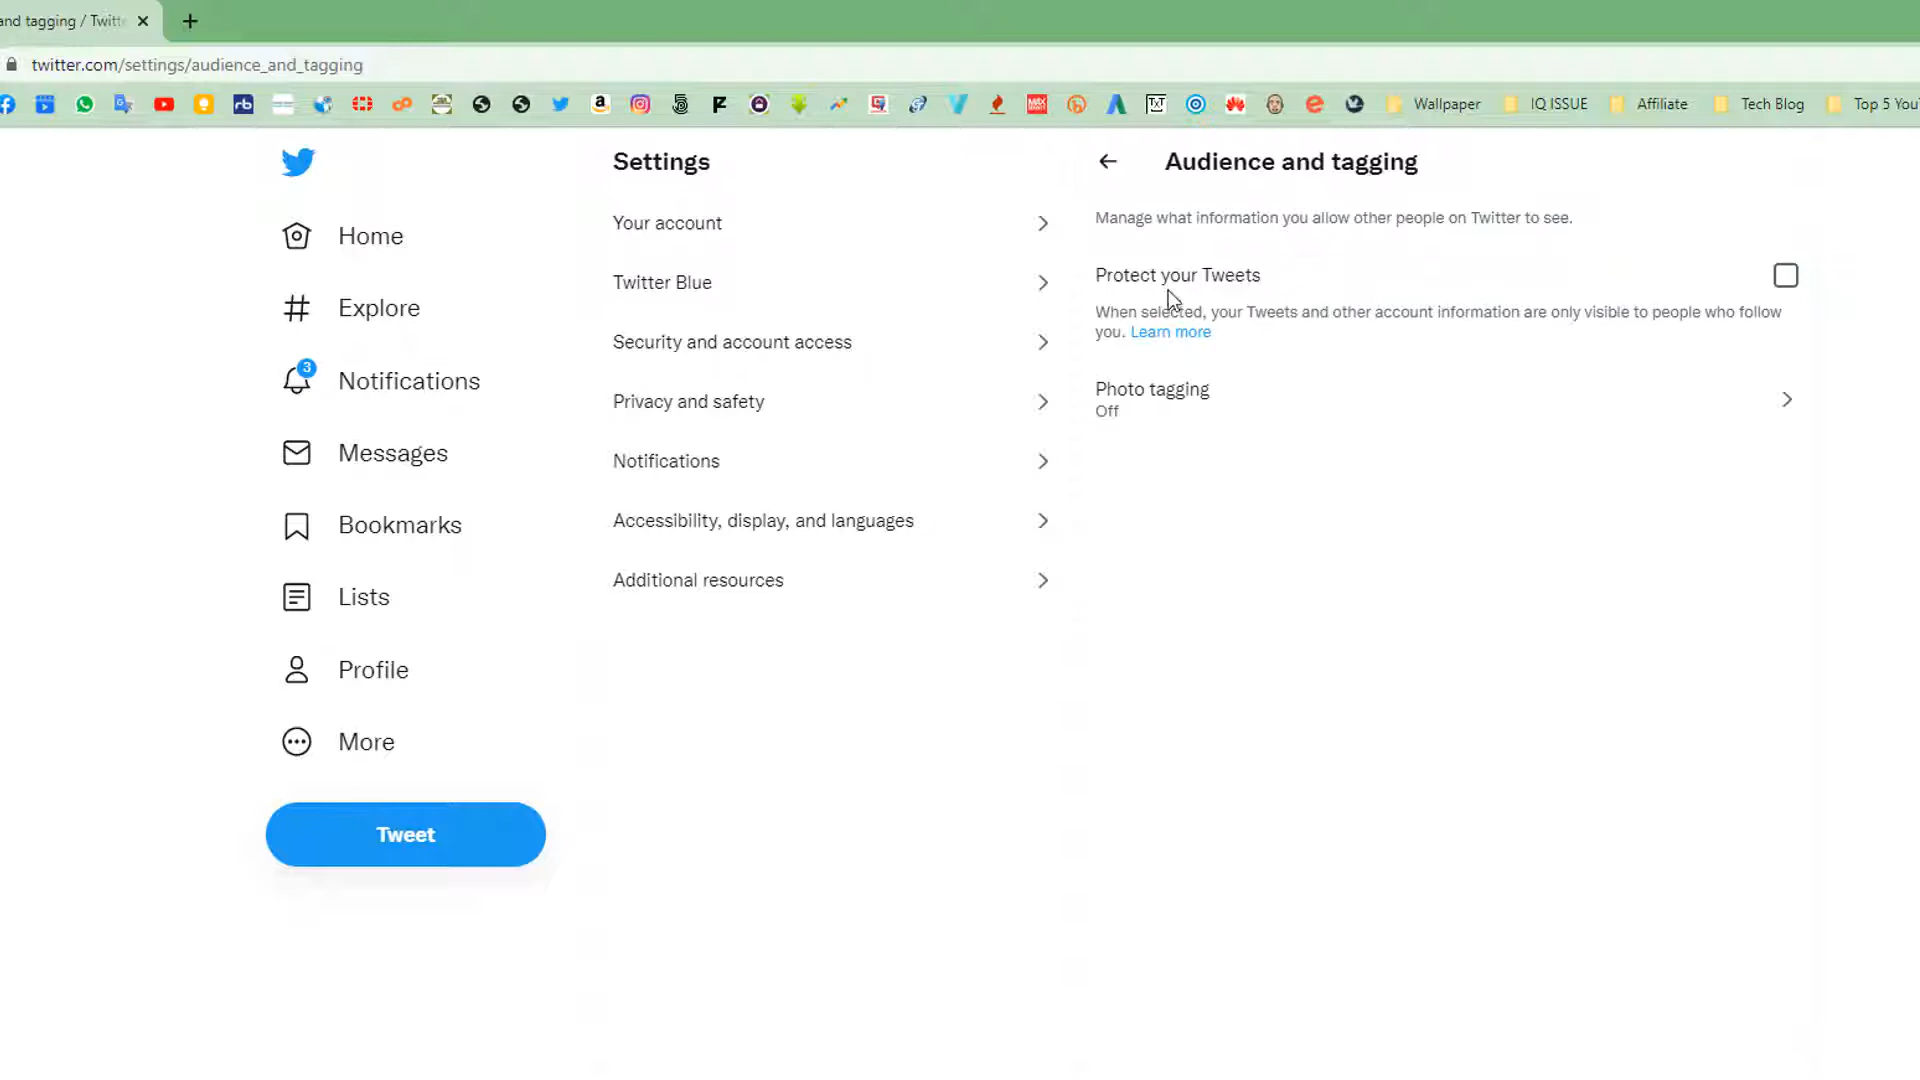 and tagging / Twitt
twitter.com/settings/audience_and_tagging
Wallpaper
IQ ISSUE
Affiliate
Tech Blog
Top 5 You
Home
Explore
3
Notifications
Messages
Bookmarks
Lists
Profile
More
Tweet
Settings
Your account
Twitter Blue
Security and account access
Privacy and safety
Notifications
Accessibility, display, and languages
Additional resources
Audience and tagging
Manage what information you allow other people on Twitter to see.
Protect your Tweets
When selected, your Tweets and other account information are only visible to people who follow
you. Learn more
Photo tagging
Off